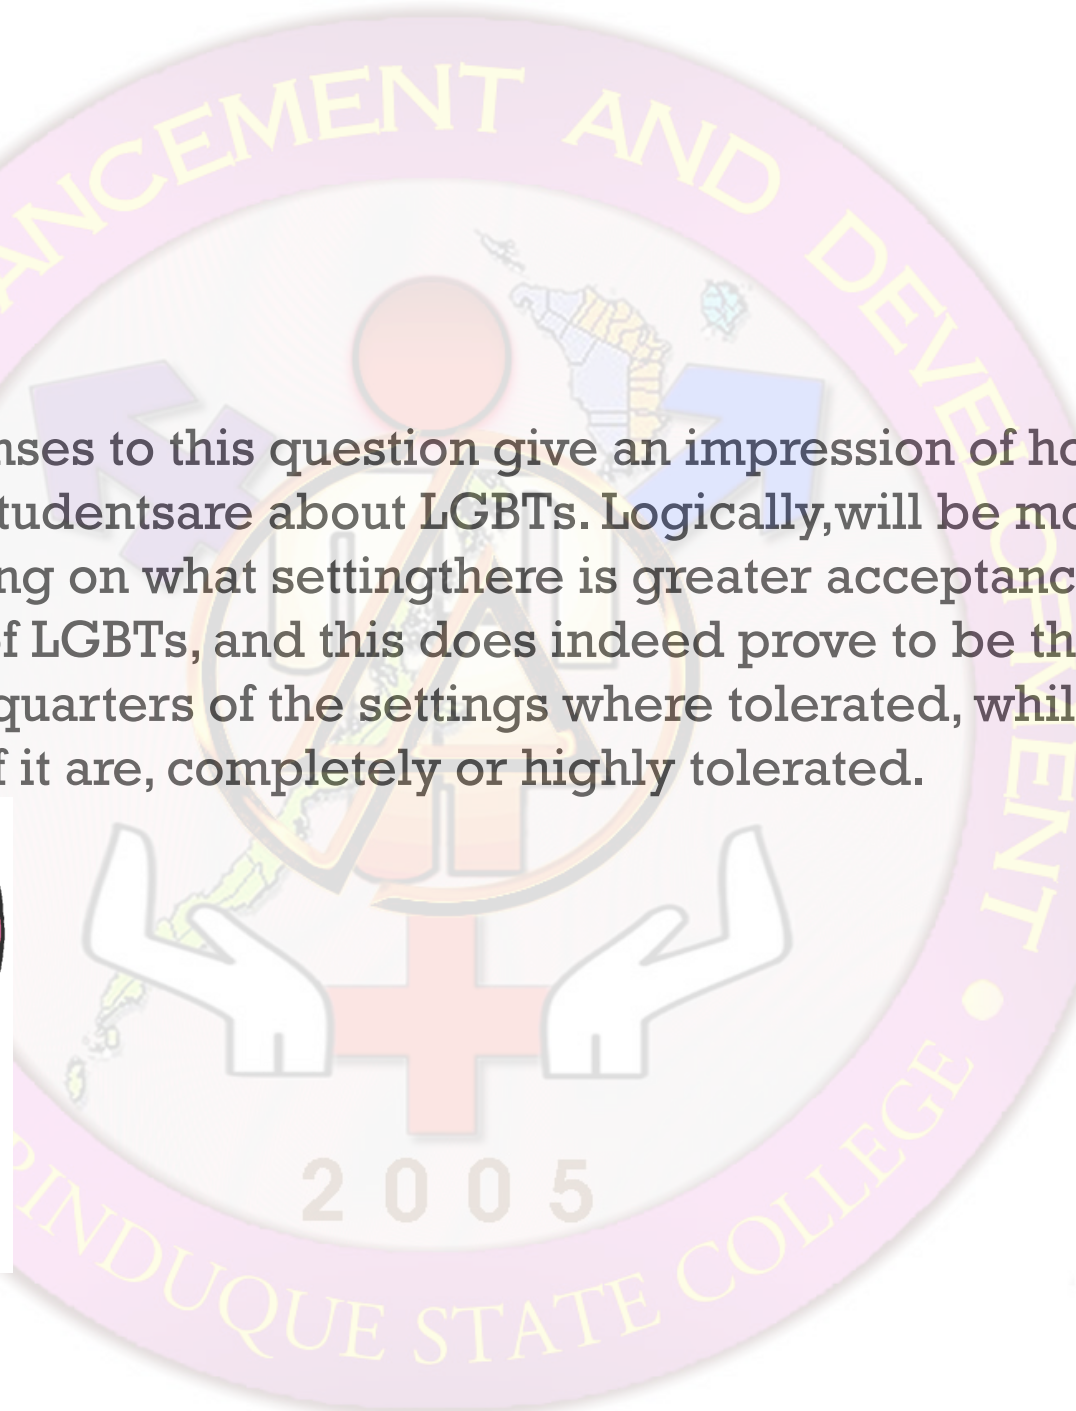 ANCEMENT AND DEVELOPMENT
nses to this question give an impression of ho
tudentsare about LGBTs. Logically,will be mo
ng on what settingthere is greater acceptanc
f LGBTs, and this does indeed prove to be th
quarters of the settings where tolerated, whil
f it are, completely or highly tolerated.
2005
RINDUQUE STATE COLLEGE